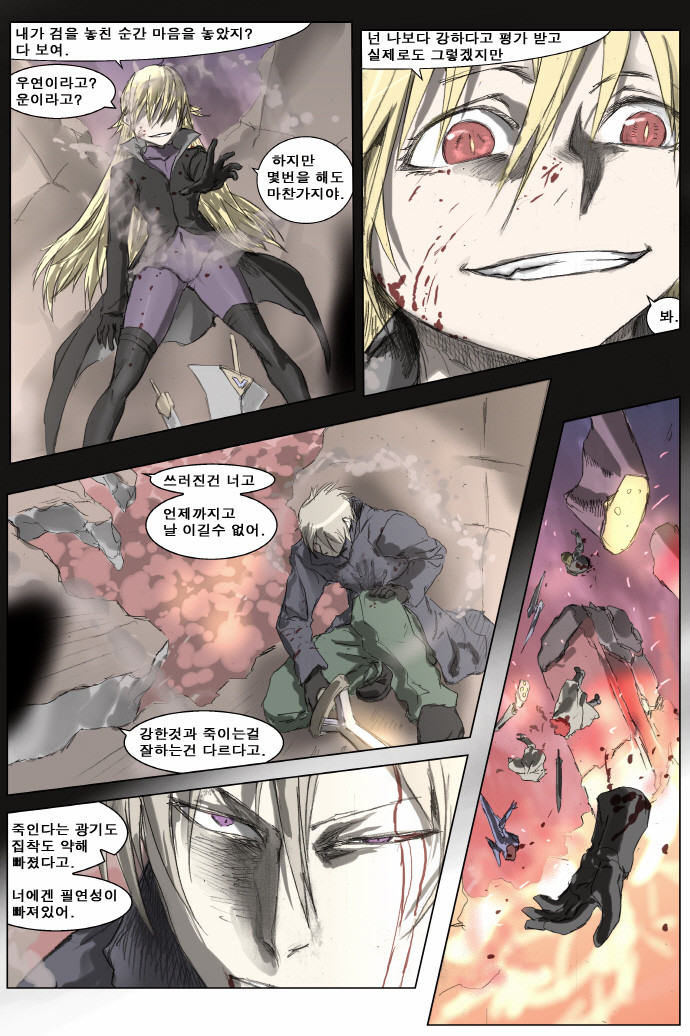 내가 검을 놓친 순간 마음을 놓았지?
다 보여.
우연이라고?
운이라고?
하지만
몇번을 해도
마찬가지야.
넌 나보다 강하다고 평가 받고
실제로도 그렇겠지만
봐.
쓰러진건 너고
언제까지고
날 이길수 없어.
강한것과 죽이는걸
잘하는건 다르다고.
죽인다는 광기도
집착도 약해
빠졌다고.
너에겐 필연성이
빠져있어.